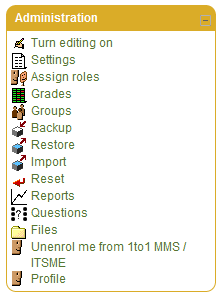 Administration
Turn editing on
Settings
Assign roles
Grades
Groups
Backup
Restore
Import
Reset
Reports
Questions
Files
Unenrol me from 1to1 MMS /
ITSME
Profile